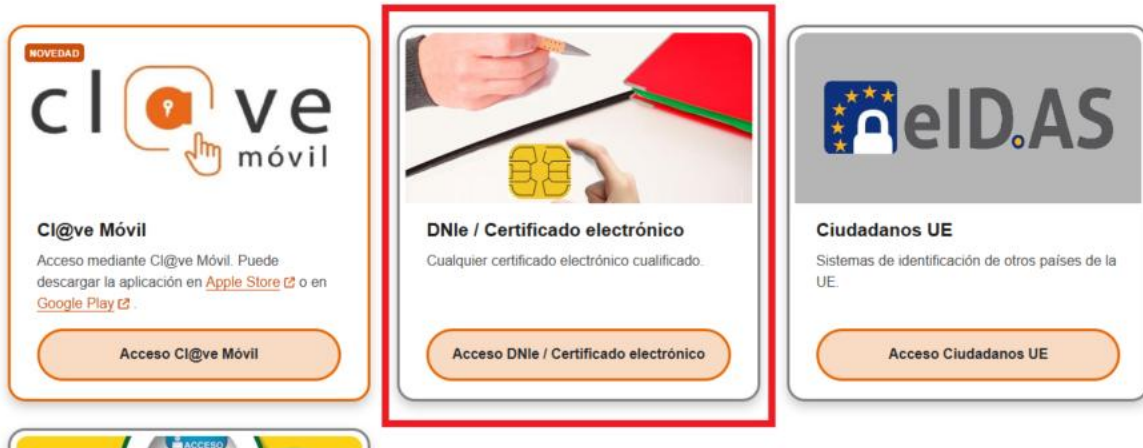 NOVEDAD
cl@ve
móvil
Cl@ve Móvil
Acceso mediante Cl@ve Móvil. Puede
descargar la aplicación en Apple Store o en
Google Play .
Acceso Cl@ve Móvil
DNIe / Certificado electrónico
Cualquier certificado electrónico cualificado.
Acceso DNIe / Certificado electrónico
eID.AS
Ciudadanos UE
Sistemas de identificación de otros países de la
UE.
Acceso Ciudadanos UE
ACCESO